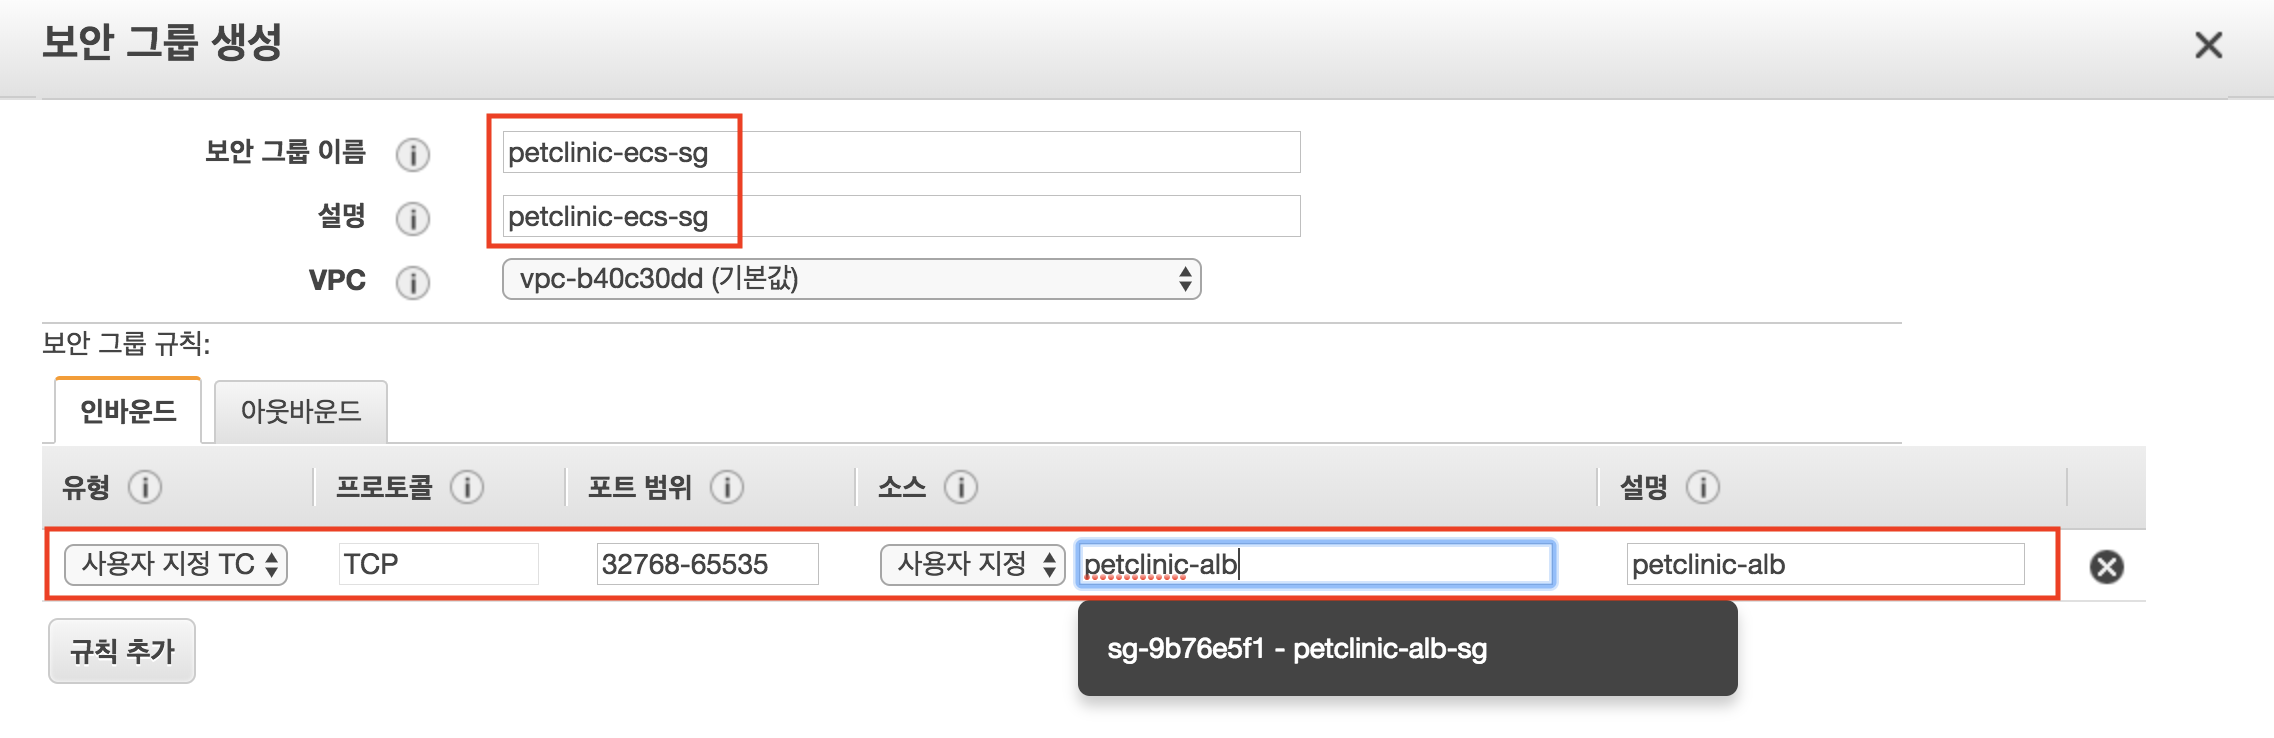 보안 그룹 생성
보안 그룹 이름 petclinic-ecs-sg
설명 petclinic-ecs-sg
VPC vpc-b40c30dd (기본값)
보안 그룹 규칙:
인바운드 아웃바운드
유형 프로토콜 포트 범위 소스 설명
사용자 지정 TC TCP 32768-65535 사용자 지정 petclinic-alb petclinic-alb
규칙 추가 sg-9b76e5f1 - petclinic-alb-sg